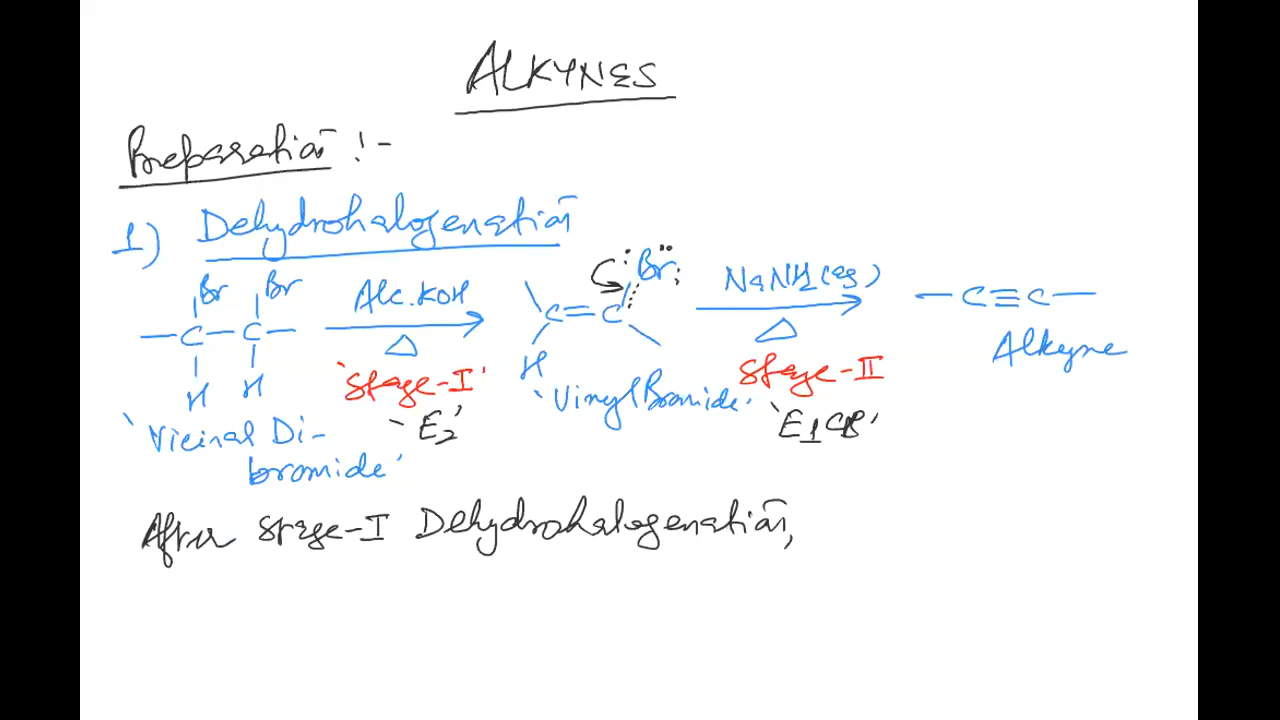 ALKYNES
Preparation :-
1) Dehydrohalogenation
Br Br Alc. KOH Br NaNH2 (eq)
—C—C— △ C=C △ —C≡C—
H H 'Stage-I' H 'Vinyl Bromide' Stage-II Alkyne
'E2' 'E1CB'
'Vicinal Di-
bromide'
After Stage-I Dehydrohalogenation,